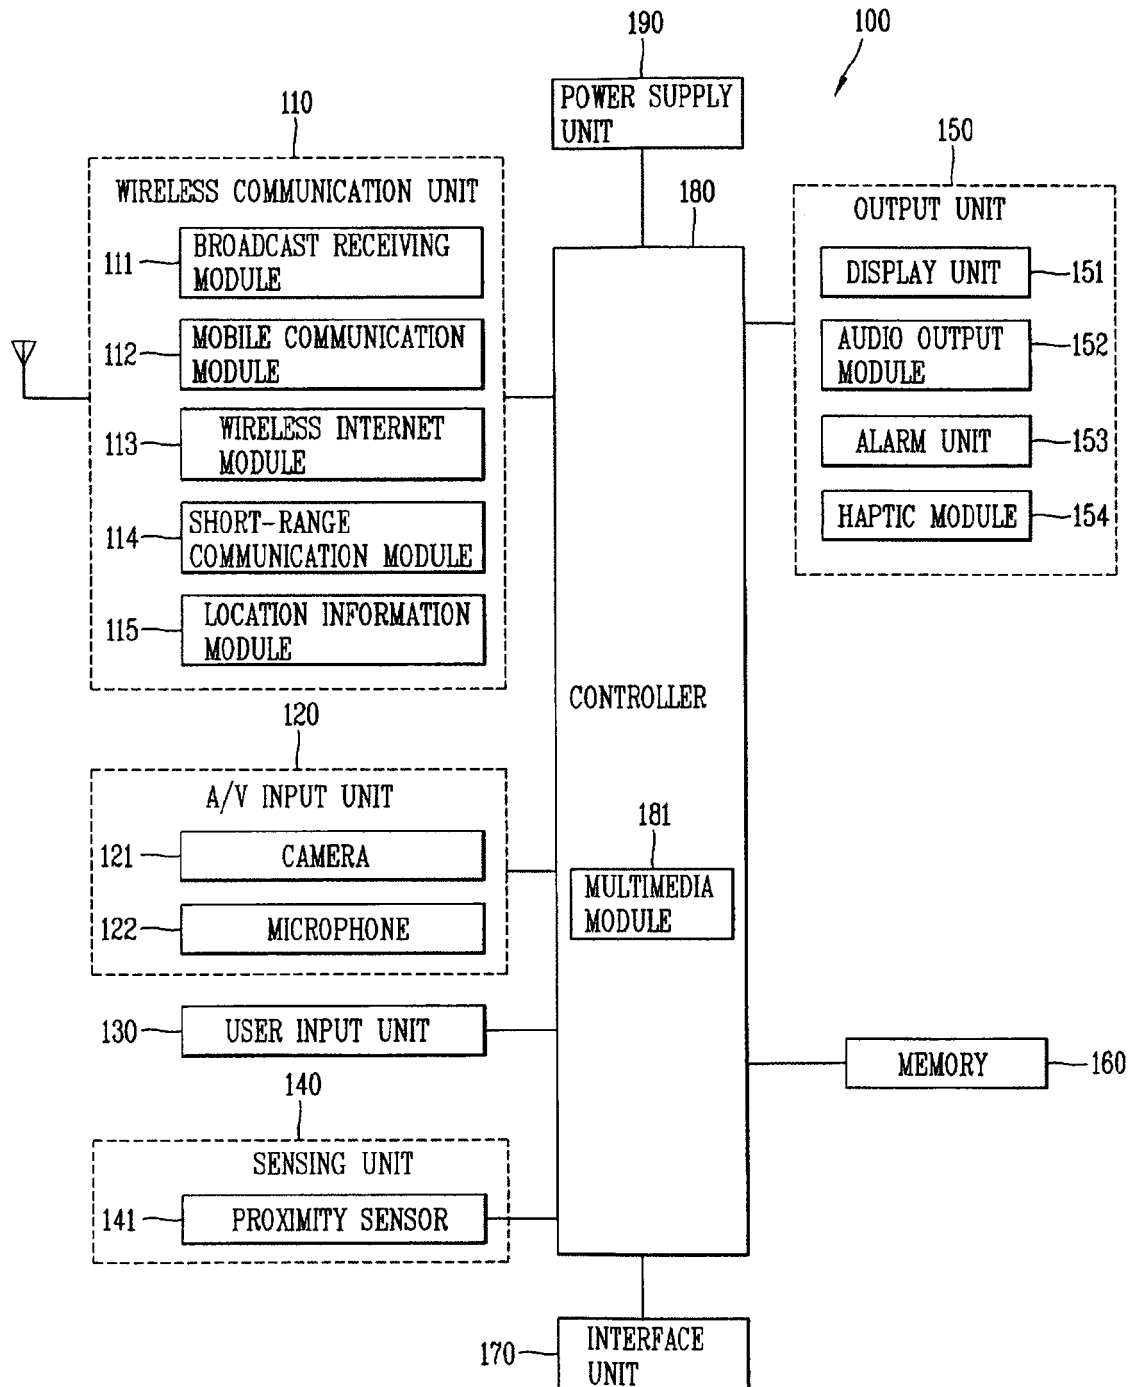 190
100
POWER SUPPLY
UNIT
110
WIRELESS COMMUNICATION UNIT
111
BROADCAST RECEIVING
MODULE
112
MOBILE COMMUNICATION
MODULE
113
WIRELESS INTERNET
MODULE
114
SHORT-RANGE
COMMUNICATION MODULE
115
LOCATION INFORMATION
MODULE
120
A/V INPUT UNIT
121
CAMERA
122
MICROPHONE
130
USER INPUT UNIT
140
SENSING UNIT
141
PROXIMITY SENSOR
180
CONTROLLER
181
MULTIMEDIA
MODULE
150
OUTPUT UNIT
DISPLAY UNIT
151
AUDIO OUTPUT
MODULE
152
ALARM UNIT
153
HAPTIC MODULE
154
MEMORY
160
170
INTERFACE
UNIT